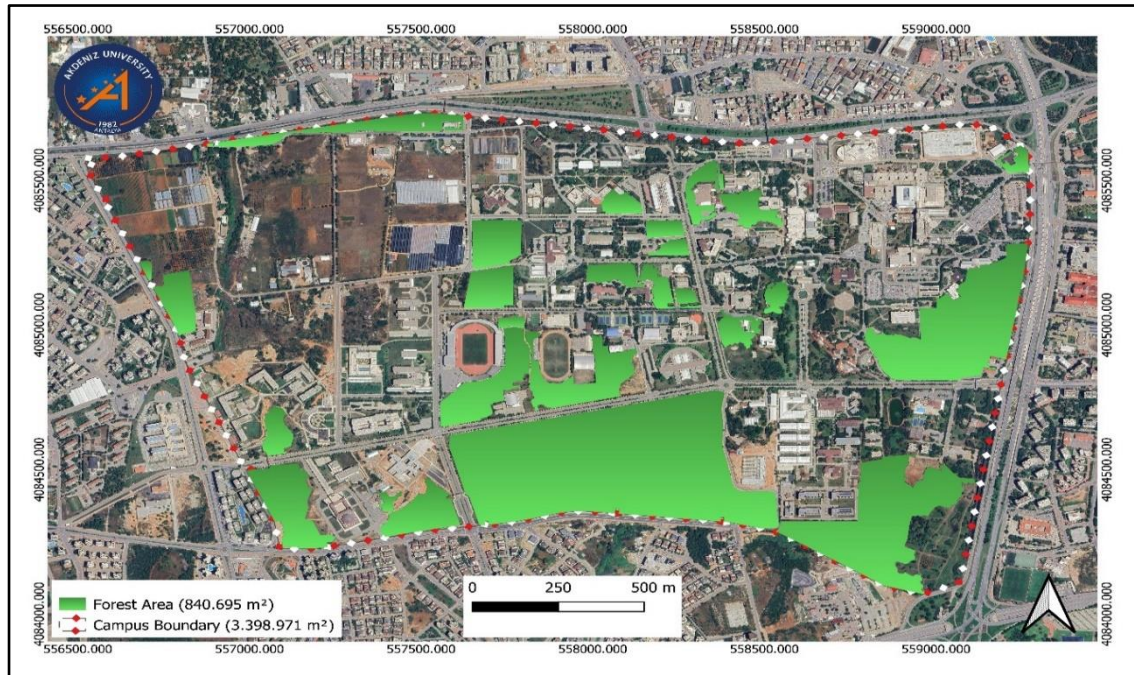 556500.000 557000.000 557500.000 558000.000 558500.000 559000.000
AKDENIZ UNIVERSITY
1982
ANTALYA
4085500.000 4085500.000
4085000.000 4085000.000
4084500.000 4084500.000
4084000.000 4084000.000
Forest Area (840.695 m²)
Campus Boundary (3.398.971 m²)
0 250 500 m
556500.000 557000.000 557500.000 558000.000 558500.000 559000.000